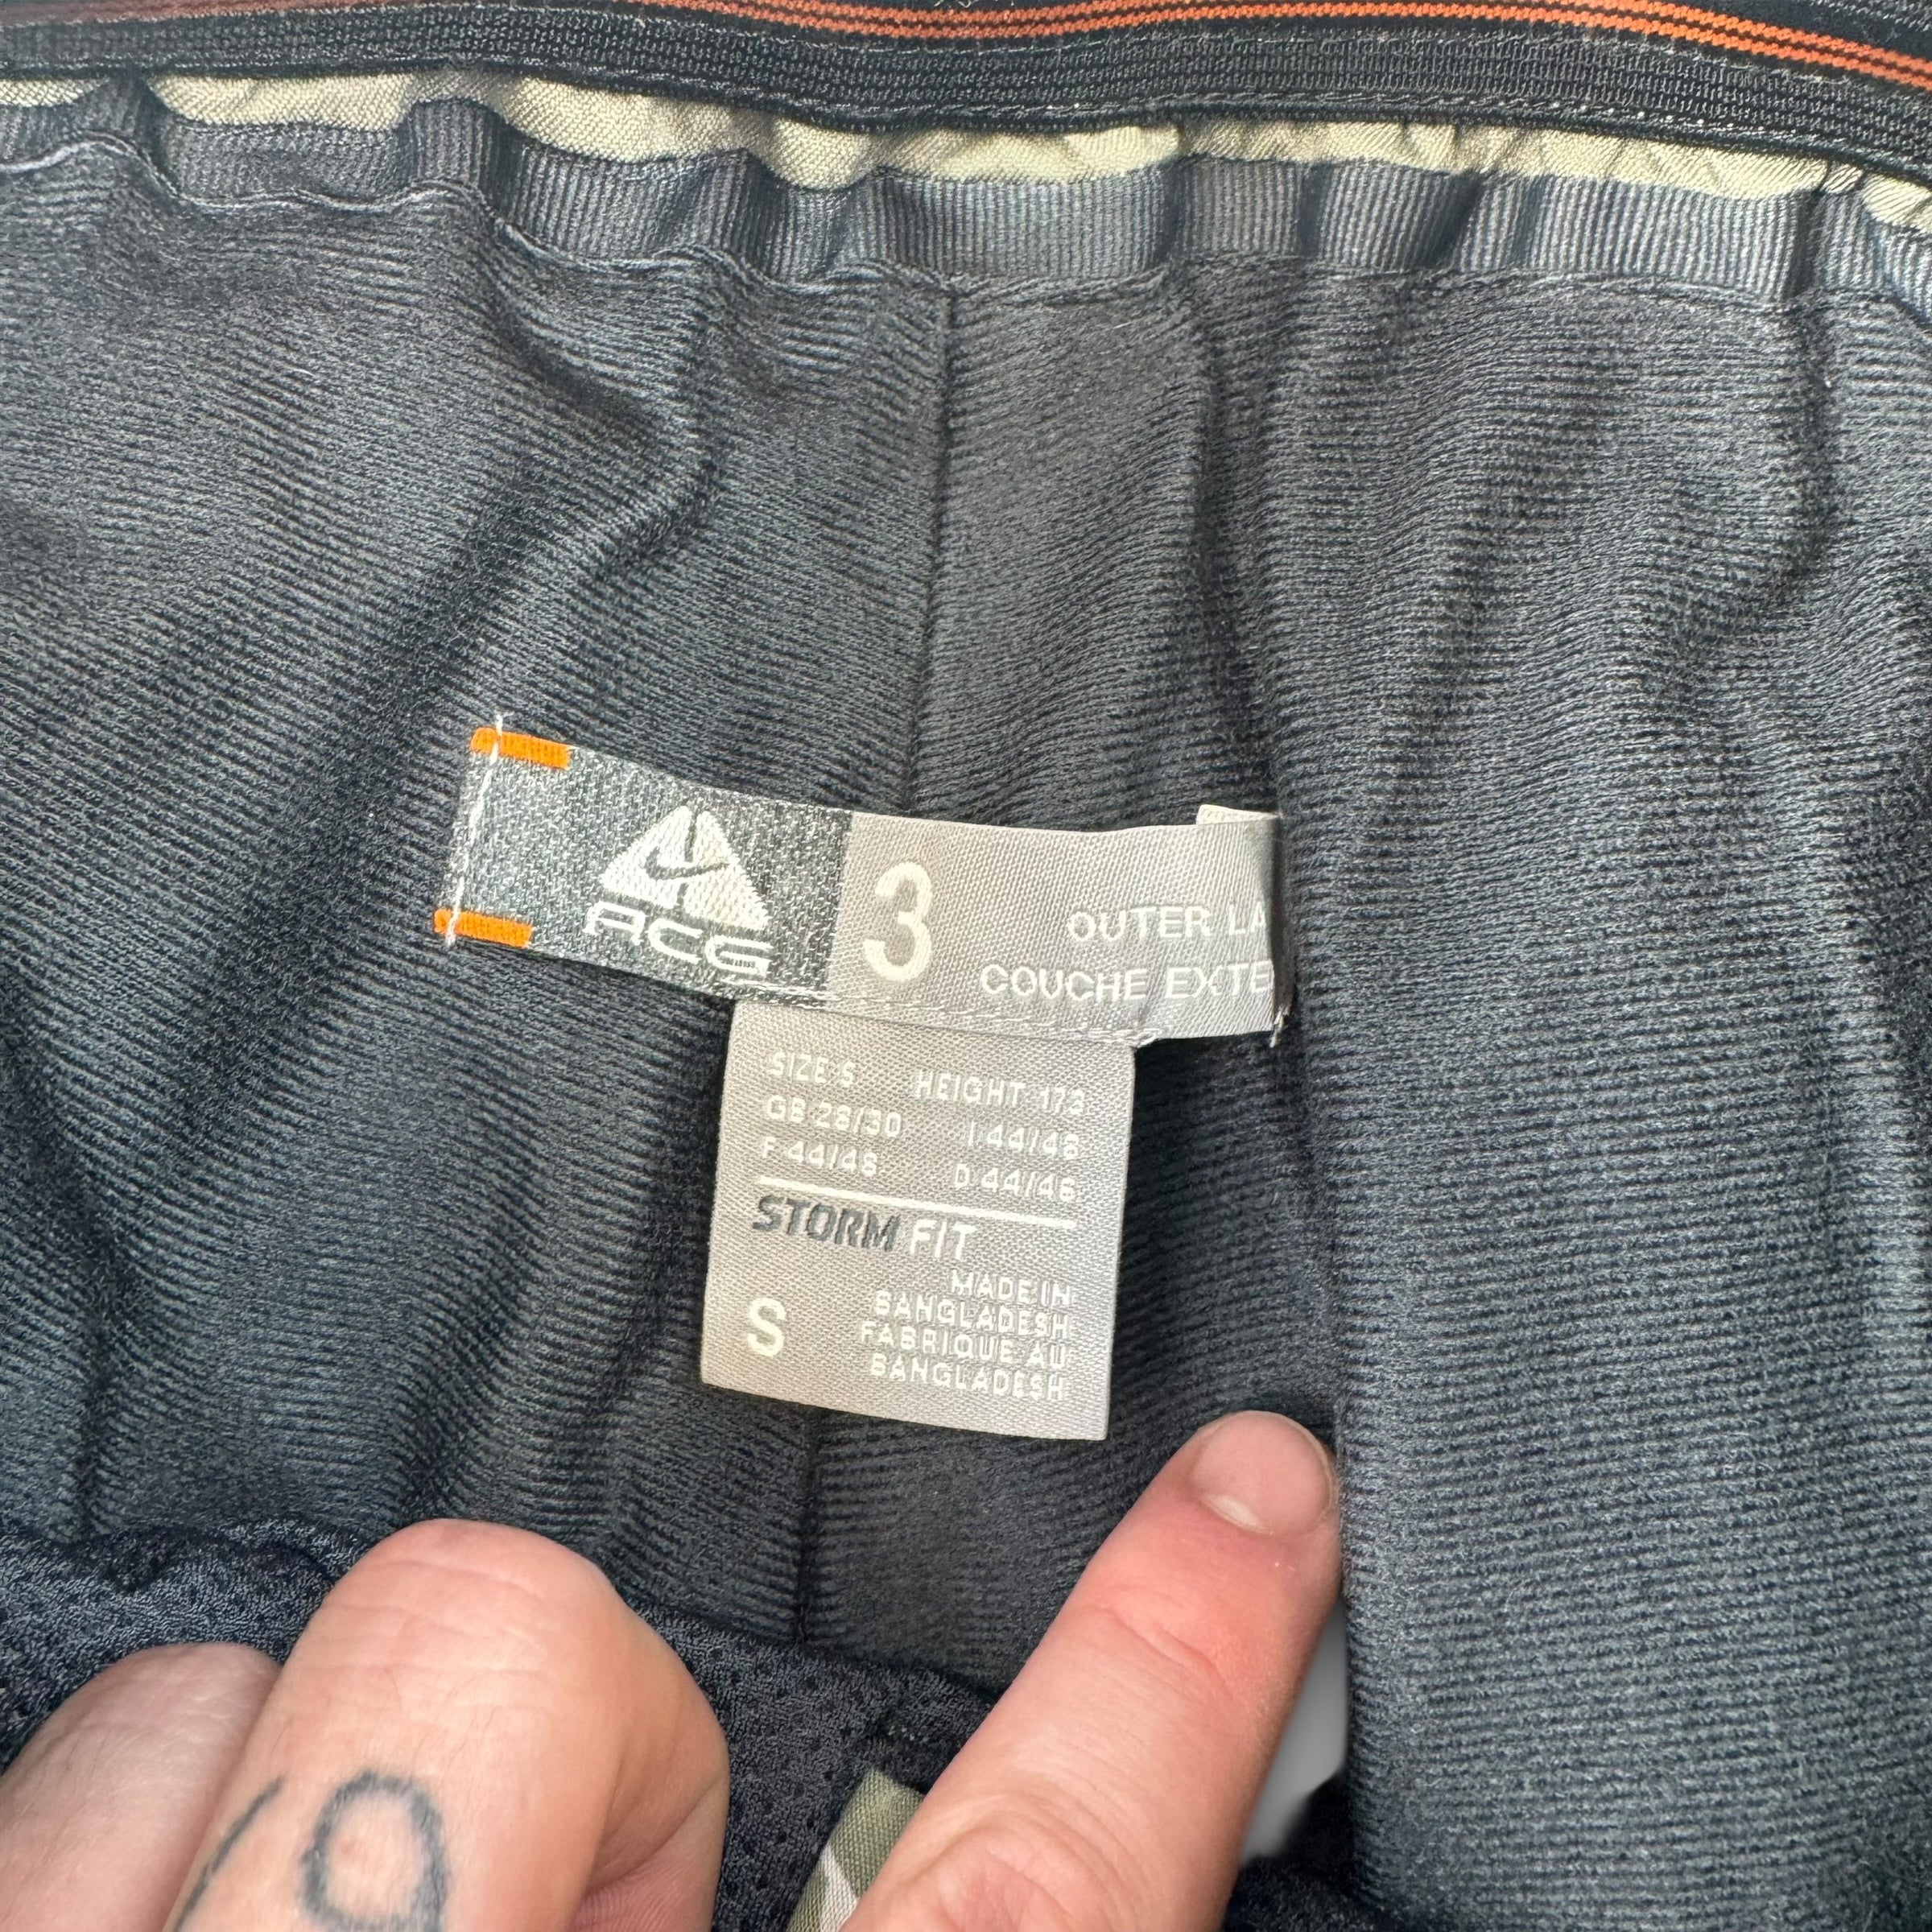 ACG
3
OUTER LA
COUCHE EXTE
SIZE S HEIGHT 173
GB 28/30 I 44/46
F 44/46 D 44/46
STORM FIT
S
MADE IN
BANGLADESH
FABRIQUE AU
BANGLADESH